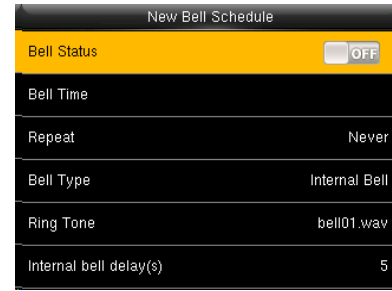 New Bell Schedule
Bell Status OFF
Bell Time
Repeat Never
Bell Type Internal Bell
Ring Tone bell01.wav
Internal bell delay(s) 5